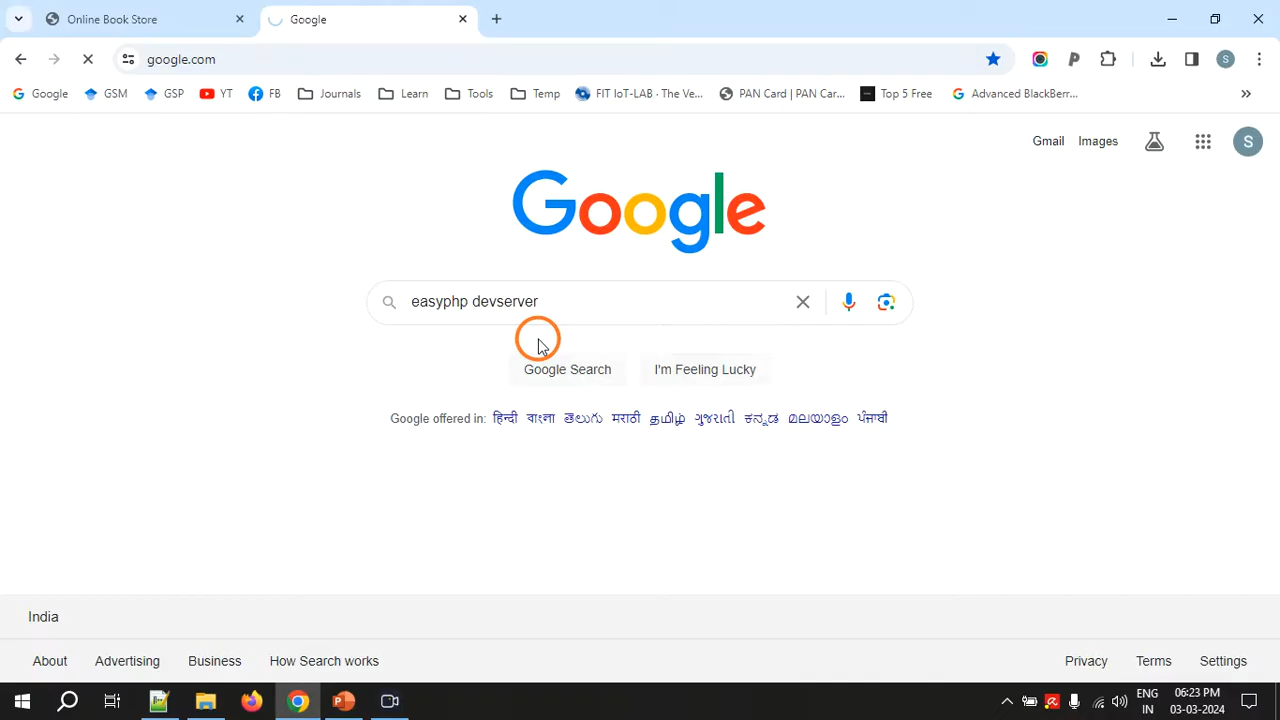 Online Book Store
Google
google.com
Google GSM GSP YT FB Journals Learn Tools Temp FIT IoT-LAB · The Ve... PAN Card | PAN Car... Top 5 Free Advanced BlackBerr...
Gmail Images
S
S
Google
easyphp devserver
Google Search I'm Feeling Lucky
Google offered in: हिन्दी বাংলা తెలుగు मराठी தமிழ் ગુજરાતી ಕನ್ನಡ മലയാളം ਪੰਜਾਬੀ
India
About Advertising Business How Search works Privacy Terms Settings
ENG
IN
06:23 PM
03-03-2024